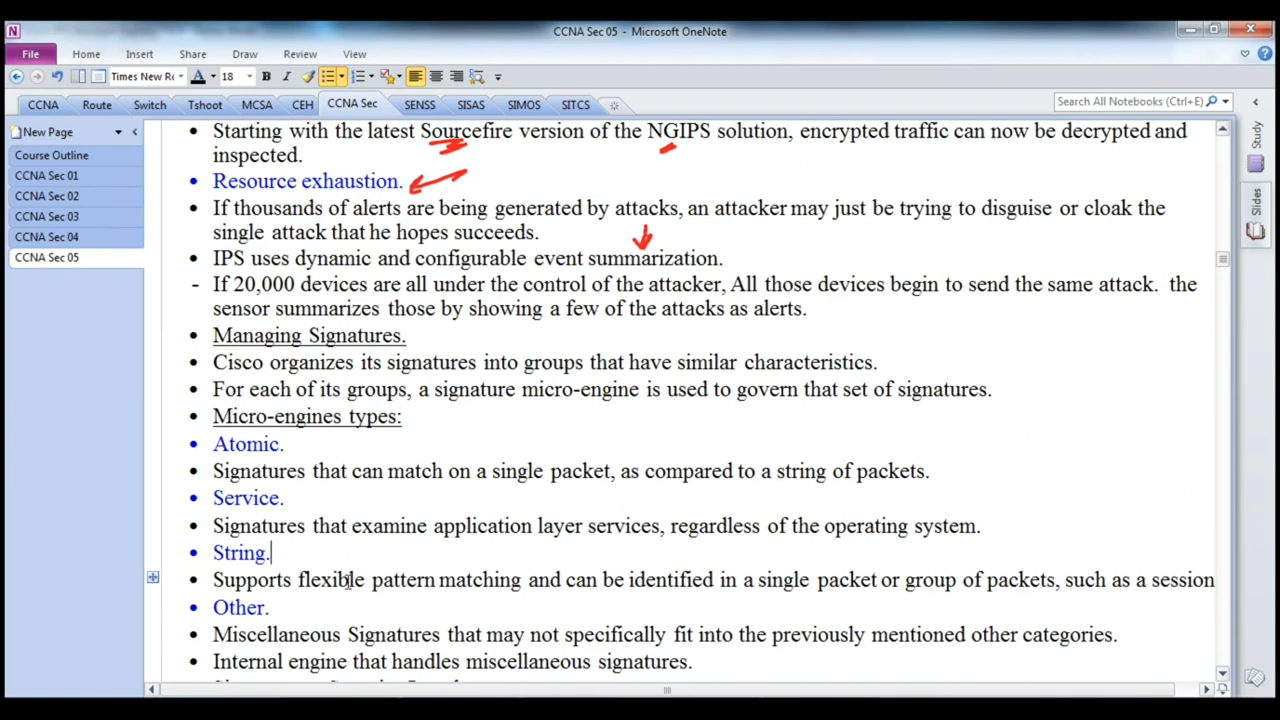 CCNA Sec 05 - Microsoft OneNote
File Home Insert Share Draw Review View
Times New Ro 18 B I
CCNA Route Switch Tshoot MCSA CEH CCNA Sec SENSS SISAS SIMOS SITCS Search All Notebooks (Ctrl+E)
New Page
Course Outline
CCNA Sec 01
CCNA Sec 02
CCNA Sec 03
CCNA Sec 04
CCNA Sec 05
• Starting with the latest Sourcefire version of the NGIPS solution, encrypted traffic can now be decrypted and
inspected.
• Resource exhaustion.
• If thousands of alerts are being generated by attacks, an attacker may just be trying to disguise or cloak the
single attack that he hopes succeeds.
• IPS uses dynamic and configurable event summarization.
- If 20,000 devices are all under the control of the attacker, All those devices begin to send the same attack. the
sensor summarizes those by showing a few of the attacks as alerts.
• Managing Signatures.
• Cisco organizes its signatures into groups that have similar characteristics.
• For each of its groups, a signature micro-engine is used to govern that set of signatures.
• Micro-engines types:
• Atomic.
• Signatures that can match on a single packet, as compared to a string of packets.
• Service.
• Signatures that examine application layer services, regardless of the operating system.
• String.
• Supports flexible pattern matching and can be identified in a single packet or group of packets, such as a session
• Other.
• Miscellaneous Signatures that may not specifically fit into the previously mentioned other categories.
• Internal engine that handles miscellaneous signatures.
Study
Slides